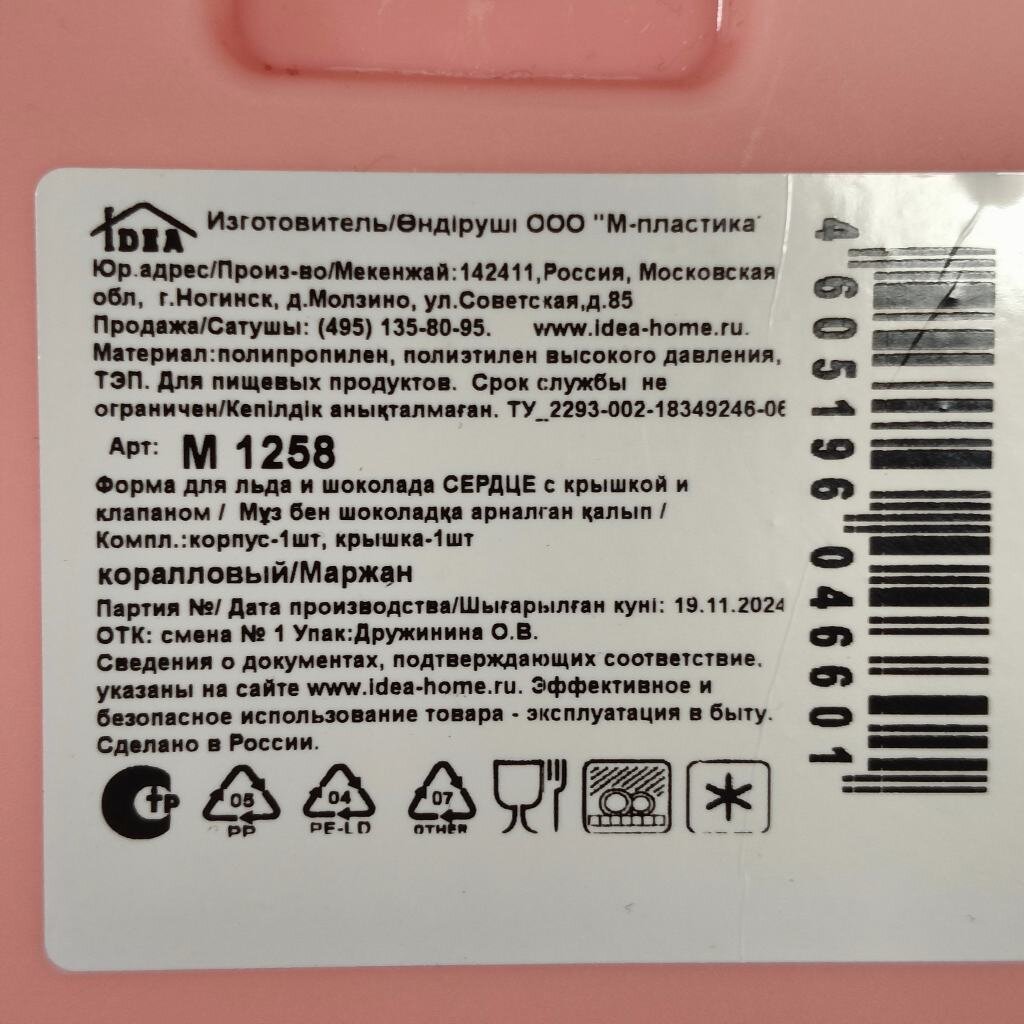 IDEA
Изготовитель/Өндіруші ООО "М-пластика"
Юр.адрес/Произ-во/Мекенжай:142411,Россия, Московская
обл, г.Ногинск, д.Молзино, ул.Советская,д.85
Продажа/Сатушы: (495) 135-80-95. www.idea-home.ru.
Материал:полипропилен, полиэтилен высокого давления,
ТЭП. Для пищевых продуктов. Срок службы не
ограничен/Кепілдік анықталмаған. ТУ_2293-002-18349246-06
Арт: М 1258
Форма для льда и шоколада СЕРДЦЕ с крышкой и
клапаном / Мұз бен шоколадқа арналған қалып /
Компл.:корпус-1шт, крышка-1шт
коралловый/Маржан
Партия №/ Дата производства/Шығарылған куні: 19.11.2024
ОТК: смена № 1 Упак:Дружинина О.В.
Сведения о документах, подтверждающих соответствие,
указаны на сайте www.idea-home.ru. Эффективное и
безопасное использование товара - эксплуатация в быту.
Сделано в России.
СТР
05
PP
04
PE-LD
07
OTHER
4 605196 046601